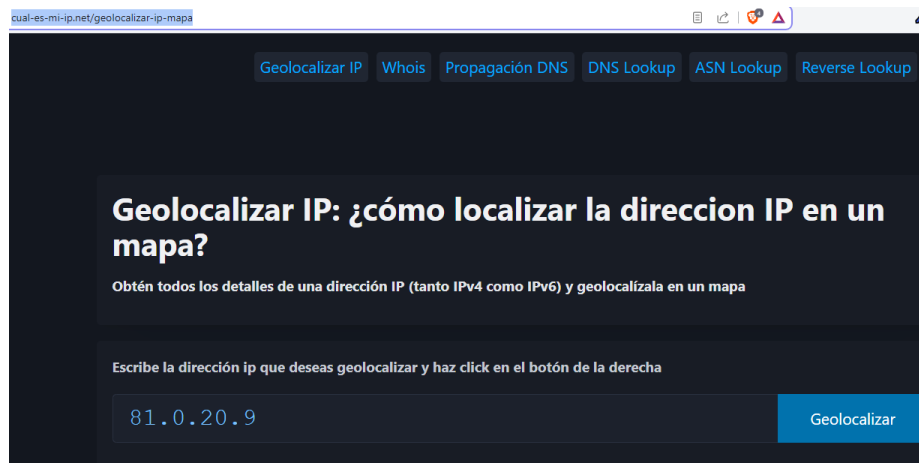 cual-es-mi-ip.net/geolocalizar-ip-mapa
Geolocalizar IP Whois Propagación DNS DNS Lookup ASN Lookup Reverse Lookup
Geolocalizar IP: ¿cómo localizar la direccion IP en un
mapa?
Obtén todos los detalles de una dirección IP (tanto IPv4 como IPv6) y geolocalízala en un mapa
Escribe la dirección ip que deseas geolocalizar y haz click en el botón de la derecha
81.0.20.9
Geolocalizar